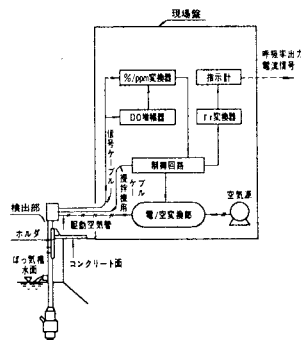 現場盤
呼吸率出力
電流信号
%/ppm変換器
指示計
DO増幅器
rr変換器
信号ケーブル
撹拌機用
ケーブル
制御回路
空気源
検出部
駆動空気管
電/空変換部
ホルダ
コンクリート面
ばっ気槽
水面